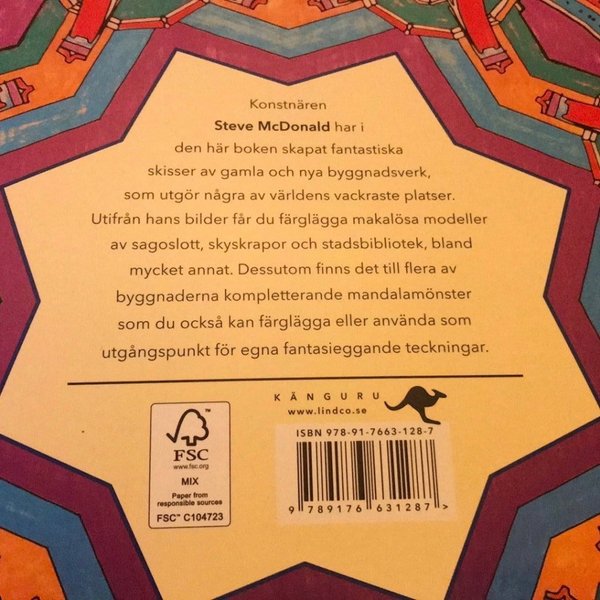 Konstnären
Steve McDonald har i
den här boken skapat fantastiska
skisser av gamla och nya byggnadsverk,
som utgör några av världens vackraste platser.
Utifrån hans bilder får du färglägga makalösa modeller
av sagoslott, skyskrapor och stadsbibliotek, bland
mycket annat. Dessutom finns det till flera av
byggnaderna kompletterande mandalamönster
som du också kan färglägga eller använda som
utgångspunkt för egna fantasieggande teckningar.
KÄNGURU
www.lindco.se
FSC
www.fsc.org
MIX
Paper from
responsible sources
FSC™ C104723
ISBN 978-91-7663-128-7
9 789176 631287 >